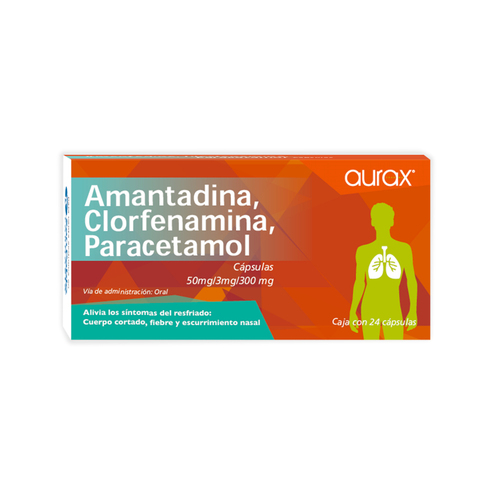 aurax
Amantadina,
Clorfenamina,
Paracetamol
Cápsulas
50mg/3mg/300 mg
Vía de administración: Oral
Alivia los síntomas del resfriado:
Cuerpo cortado, fiebre y escurrimiento nasal
Caja con 24 cápsulas